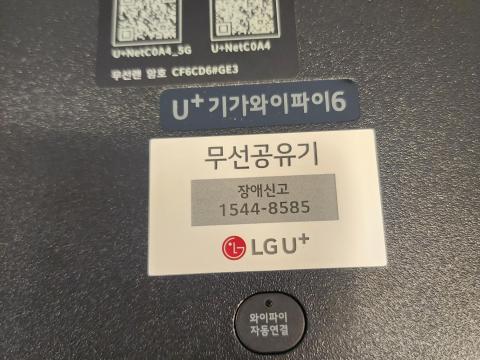 U+NetC0A4_5G U+NetC0A4
무선랜 암호 CF6CD6#GE3
U+ 기가와이파이6
무선공유기
장애신고
1544-8585
LG U+
와이파이
자동연결